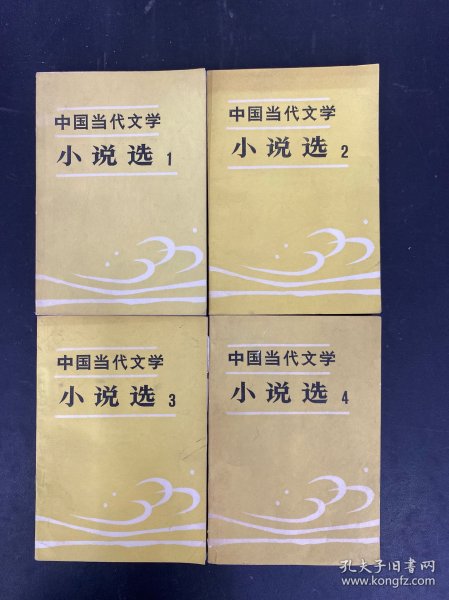 中国当代文学
小说选 1
中国当代文学
小说选 2
中国当代文学
小说选 3
中国当代文学
小说选 4
孔夫子旧书网
www.kongfz.com